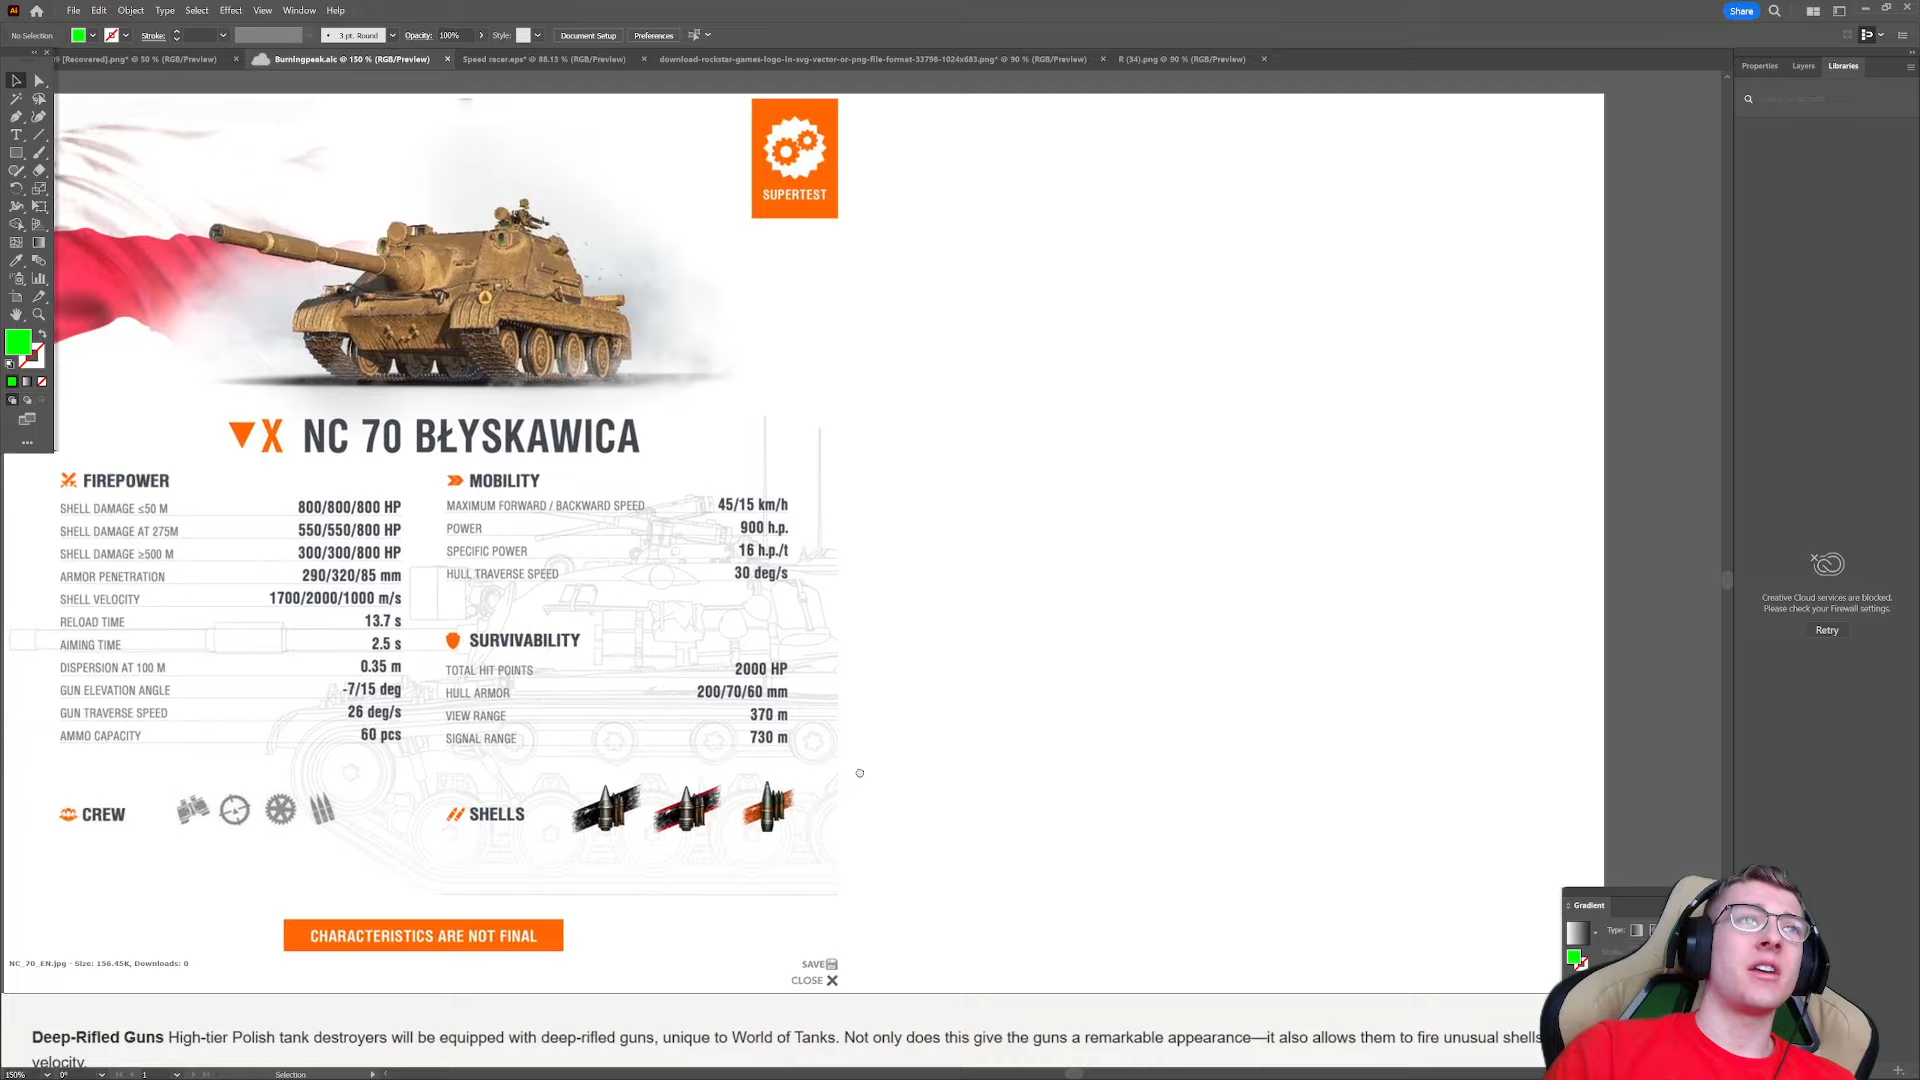 Ai File Edit Object Type Select Effect View Window Help Share
No Selection Stroke: 3 pt. Round Opacity: 100% Style: Document Setup Preferences
[Recovered].png* @ 50 % (RGB/Preview) × Burningpeak.aic @ 150 % (RGB/Preview) × Speed racer.eps* @ 88.13 % (RGB/Preview) × download-rockstar-games-logo-in-svg-vector-or-png-file-format-33798-1024x683.png* @ 90 % (RGB/Preview) × R (34).png @ 90 % (RGB/Preview) ×
Properties Layers Libraries
SUPERTEST
X NC 70 BŁYSKAWICA
FIREPOWER
SHELL DAMAGE ≤50 M 800/800/800 HP
SHELL DAMAGE AT 275M 550/550/800 HP
SHELL DAMAGE ≥500 M 300/300/800 HP
ARMOR PENETRATION 290/320/85 mm
SHELL VELOCITY 1700/2000/1000 m/s
RELOAD TIME 13.7 s
AIMING TIME 2.5 s
DISPERSION AT 100 M 0.35 m
GUN ELEVATION ANGLE -7/15 deg
GUN TRAVERSE SPEED 26 deg/s
AMMO CAPACITY 60 pcs
MOBILITY
MAXIMUM FORWARD / BACKWARD SPEED 45/15 km/h
POWER 900 h.p.
SPECIFIC POWER 16 h.p./t
HULL TRAVERSE SPEED 30 deg/s
SURVIVABILITY
TOTAL HIT POINTS 2000 HP
HULL ARMOR 200/70/60 mm
VIEW RANGE 370 m
SIGNAL RANGE 730 m
CREW
SHELLS
CHARACTERISTICS ARE NOT FINAL
NC_70_EN.jpg - Size: 156.45K, Downloads: 0
SAVE
CLOSE
Creative Cloud services are blocked.
Please check your Firewall settings.
Retry
Gradient
Type:
Deep-Rifled Guns High-tier Polish tank destroyers will be equipped with deep-rifled guns, unique to World of Tanks. Not only does this give the guns a remarkable appearance—it also allows them to fire unusual shells
velocity.
150% 0° 1 Selection